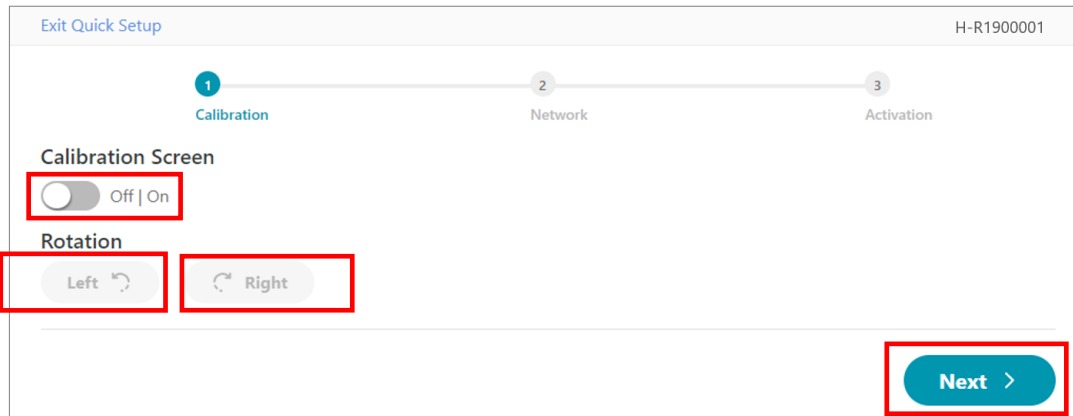 Exit Quick Setup
H-R1900001
1
2
3
Calibration
Network
Activation
Calibration Screen
Off | On
Rotation
Left
Right
Next